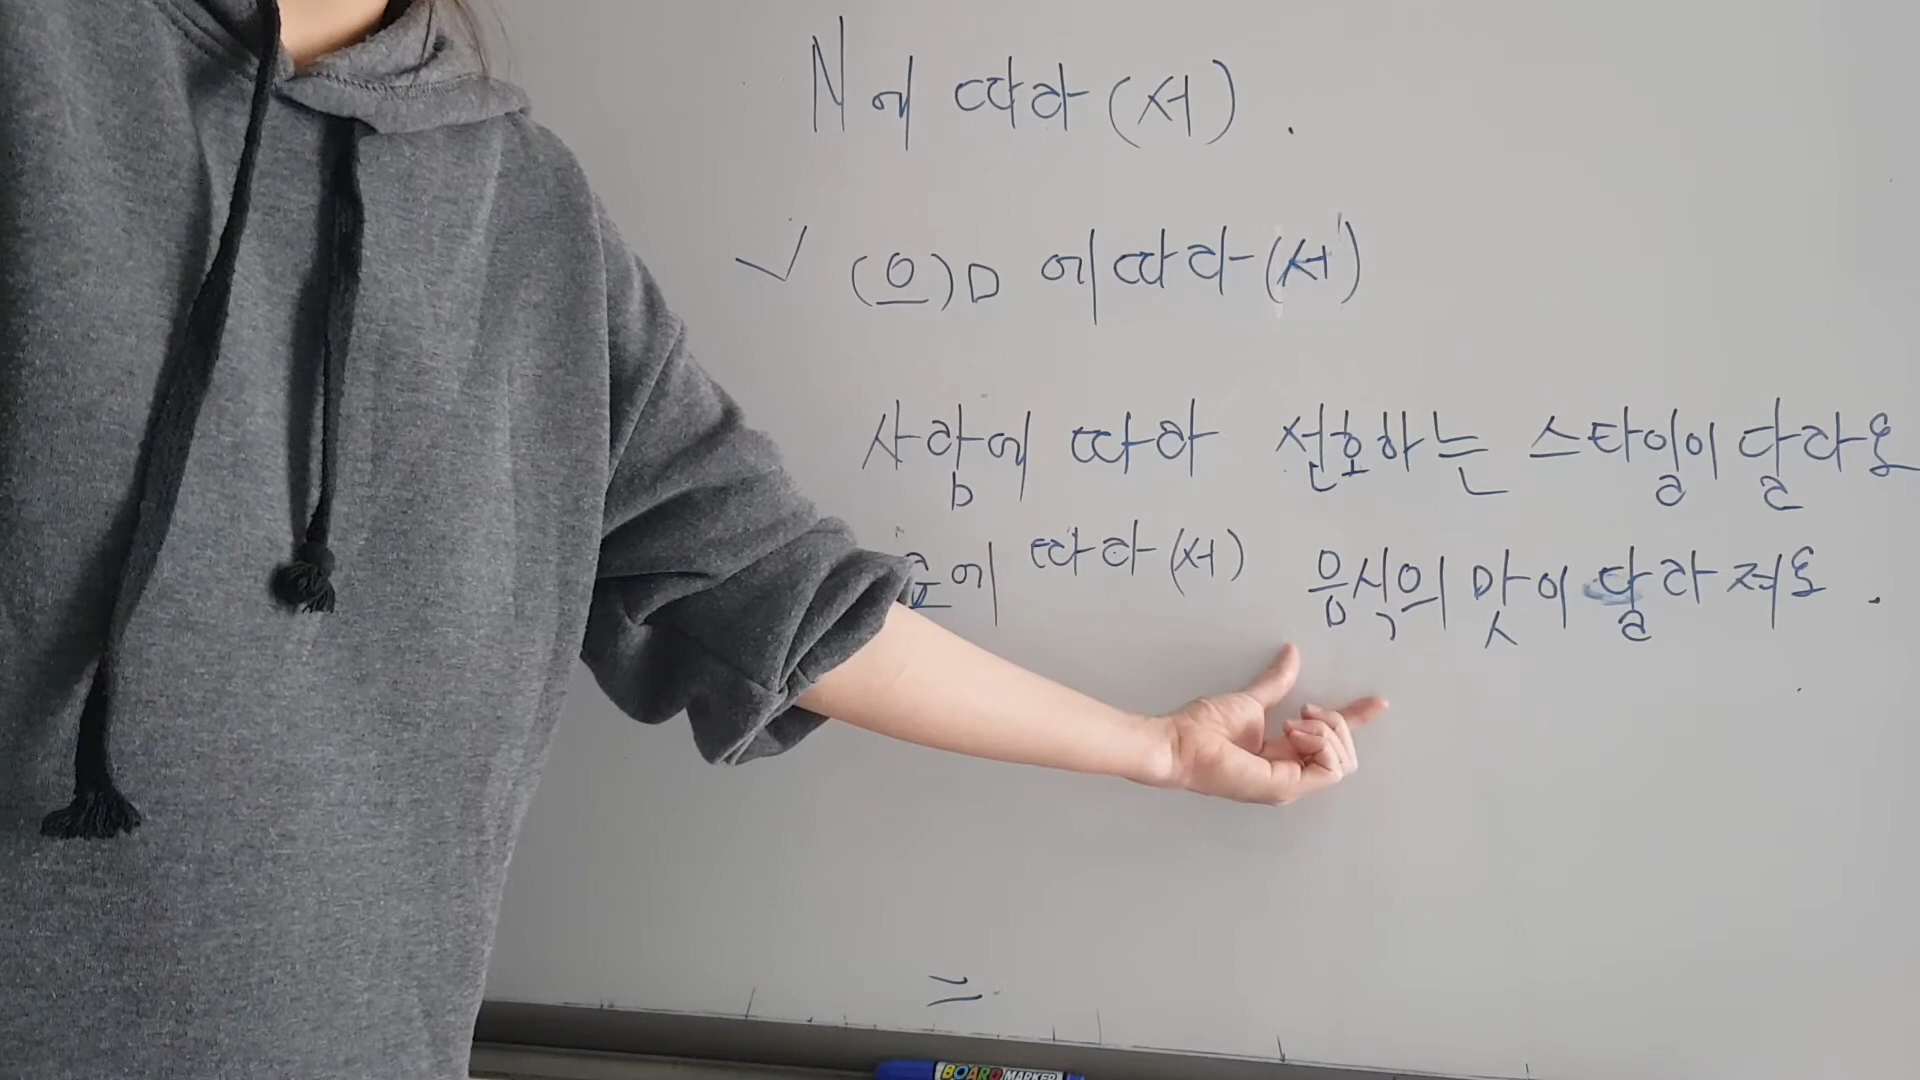 N에 따라(서).
✓ (으)ㅁ에 따라(서)
사람에 따라 선호하는 스타일이 달라요
따라(서) 음식의 맛이 달라져요.
BOARD MARKER